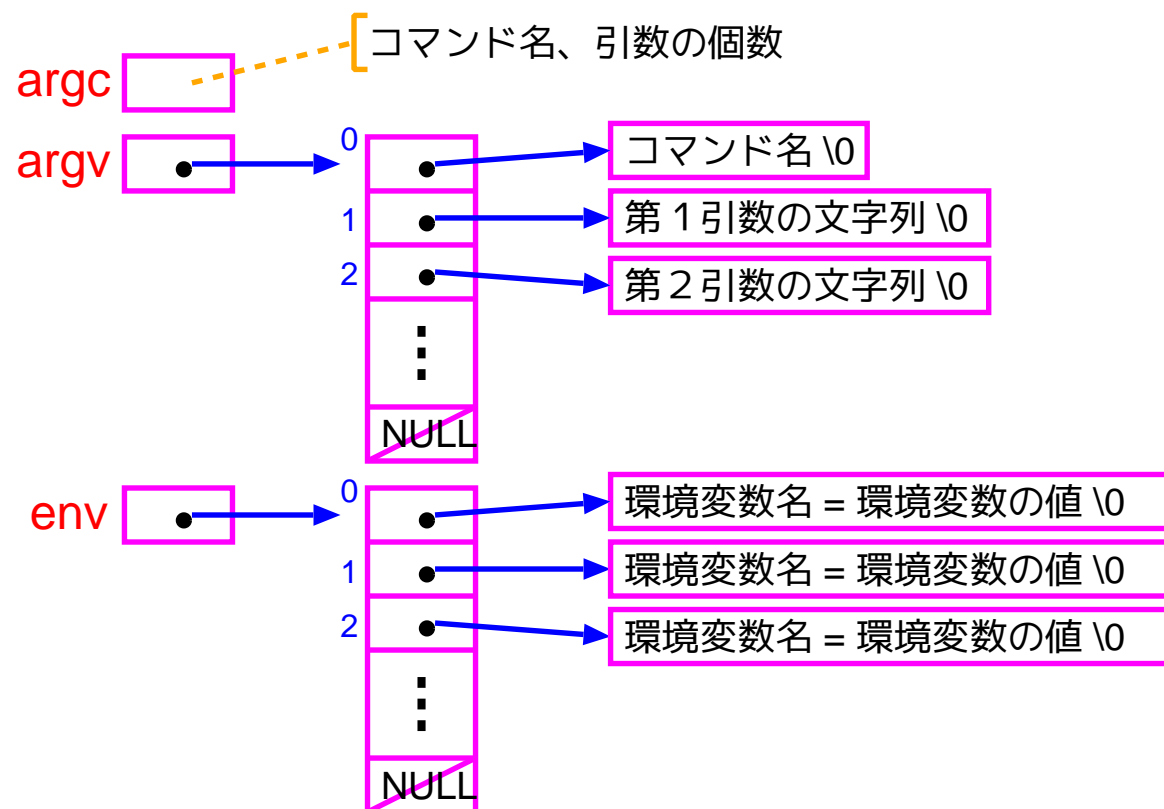 コマンド名、引数の個数
argc
argv
0
コマンド名 \0
1
第１引数の文字列 \0
2
第２引数の文字列 \0
NULL
env
0
環境変数名 = 環境変数の値 \0
1
環境変数名 = 環境変数の値 \0
2
環境変数名 = 環境変数の値 \0
NULL